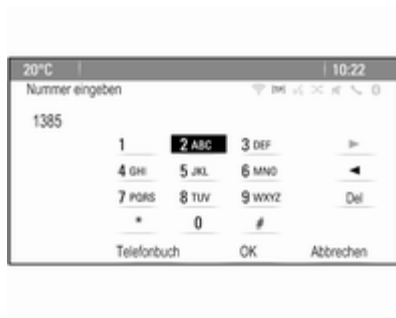 20°C 10:22
Nummer eingeben
1385
1 2 ABC 3 DEF
4 GHI 5 JKL 6 MNO
7 PQRS 8 TUV 9 WXYZ Del
* 0 #
Telefonbuch OK Abbrechen